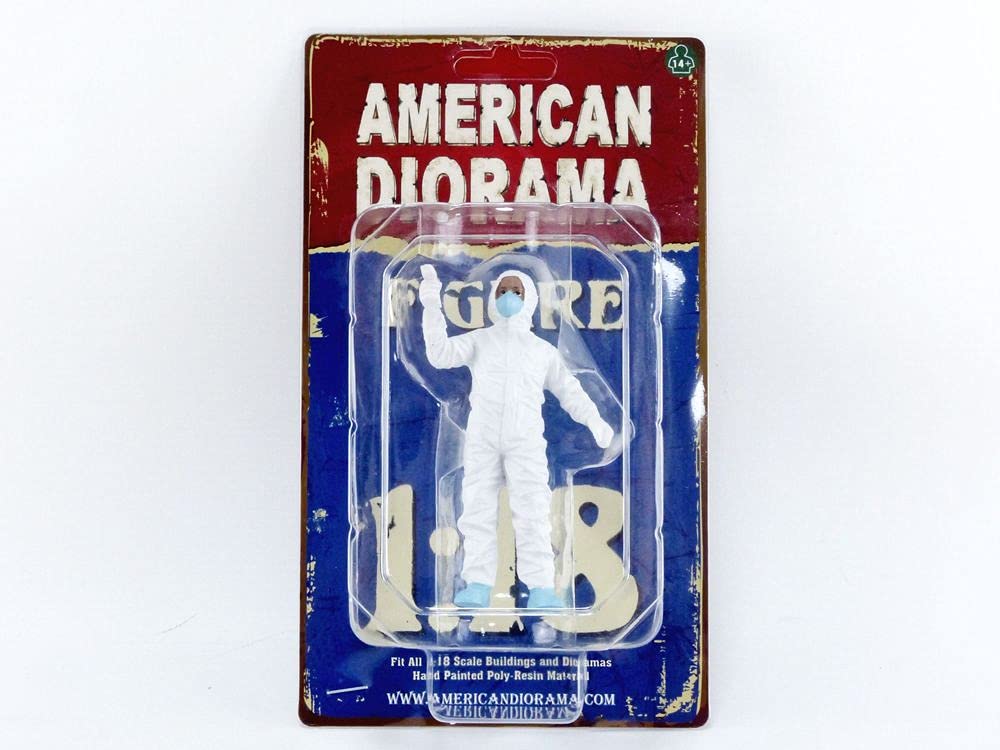 14+
AMERICAN
DIORAMA
FIGURE
1:18
Fit All 1:18 Scale Buildings and Dioramas
Hand Painted Poly-Resin Material
WWW.AMERICANDIORAMA.COM